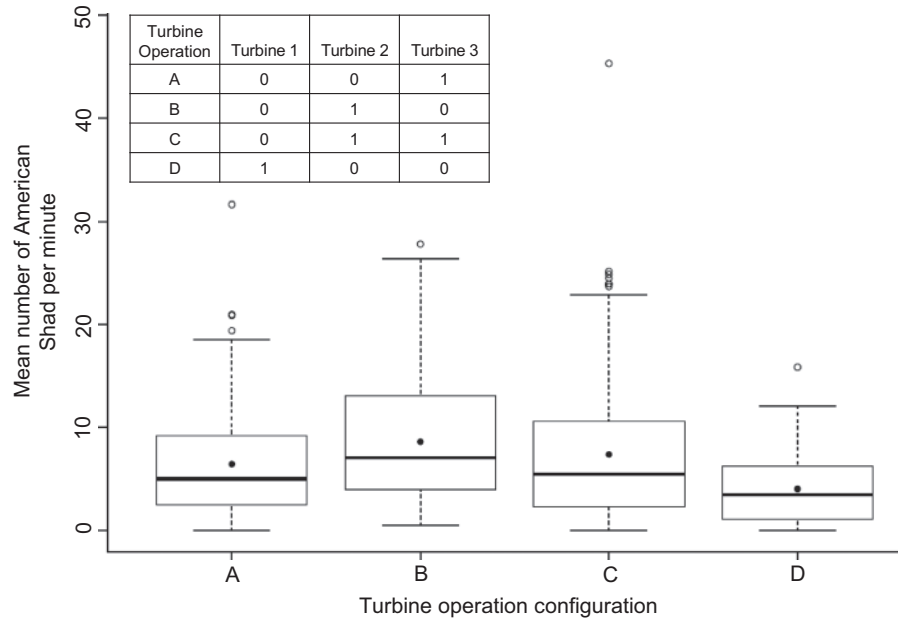 Turbine Operation Turbine 1 Turbine 2 Turbine 3
A 0 0 1
B 0 1 0
C 0 1 1
D 1 0 0
Mean number of American
Shad per minute
50
40
30
20
10
0
A B C D
Turbine operation configuration